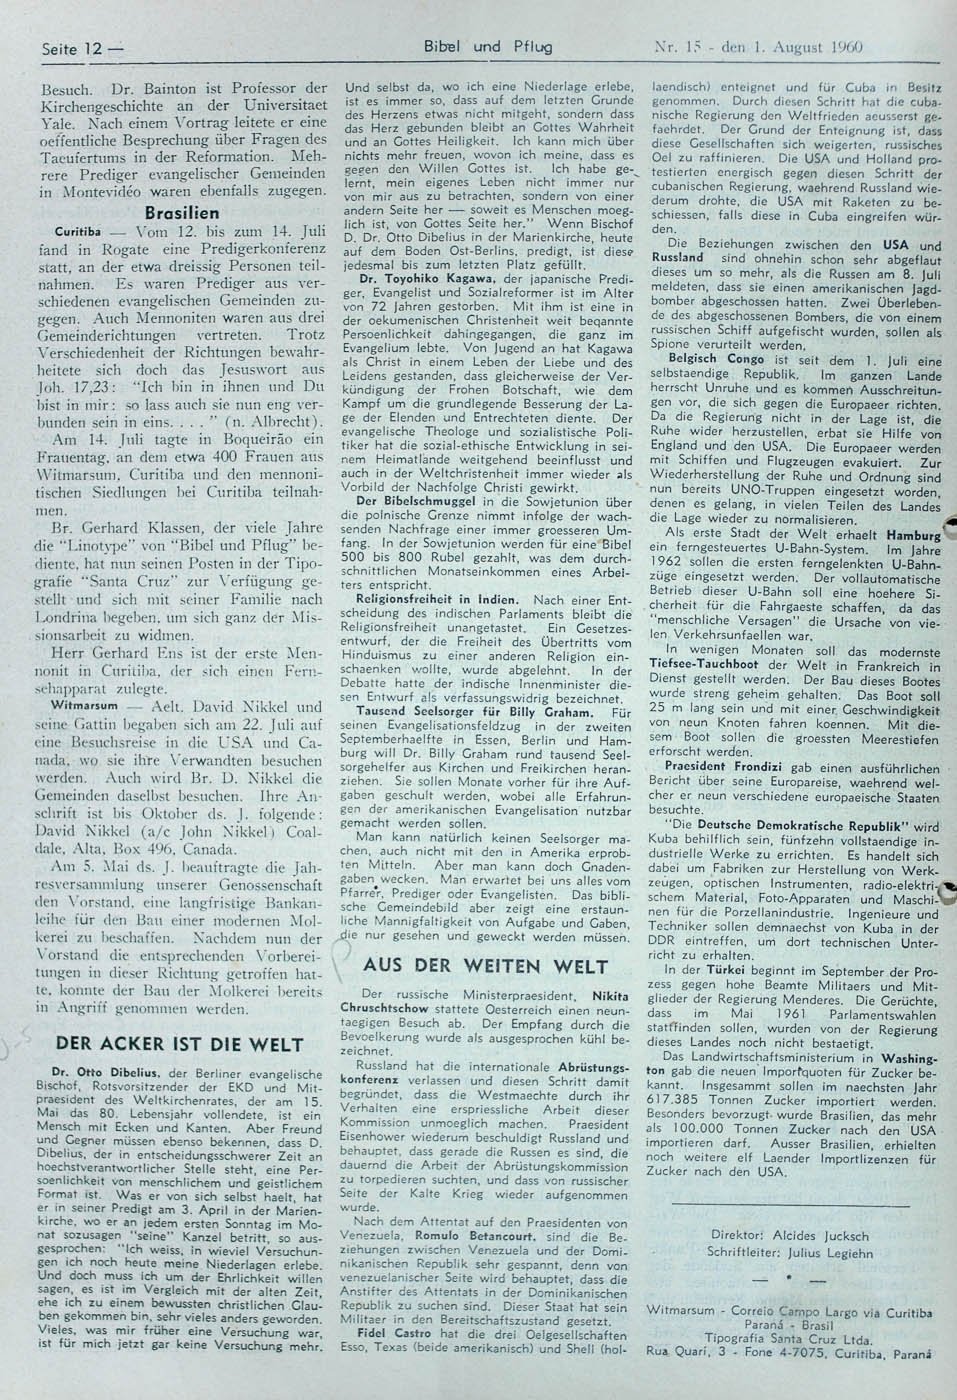 Seite 12 —
Bibel und Pflug
Nr. 15 - den 1. August 1960
Besuch. Dr. Bainton ist Professor der
Kirchengeschichte an der Universitaet
Yale. Nach einem Vortrag leitete er eine
oeffentliche Besprechung über Fragen des
Taeufertums in der Reformation. Meh-
rere Prediger evangelischer Gemeinden
in Montevidéo waren ebenfalls zugegen.
Brasilien
Curitiba — Vom 12. bis zum 14. Juli
fand in Rogate eine Predigerkonferenz
statt, an der etwa dreissig Personen teil-
nahmen. Es waren Prediger aus ver-
schiedenen evangelischen Gemeinden zu-
gegen. Auch Mennoniten waren aus drei
Gemeinderichtungen vertreten. Trotz
Verschiedenheit der Richtungen bewahr-
heitete sich doch das Jesuswort aus
Joh. 17,23: "Ich bin in ihnen und Du
bist in mir: so lass auch sie nun eng ver-
bunden sein in eins. . . ." (n. Albrecht).
Am 14. Juli tagte in Boqueirão ein
Frauentag, an dem etwa 400 Frauen aus
Witmarsum, Curitiba und den mennoni-
tischen Siedlungen bei Curitiba teilnah-
men.
Br. Gerhard Klassen, der viele Jahre
die "Linotype" von "Bibel und Pflug" be-
diente, hat nun seinen Posten in der Tipo-
grafie "Santa Cruz" zur Verfügung ge-
stellt und sich mit seiner Familie nach
Londrina begeben, um sich ganz der Mis-
sionsarbeit zu widmen.
Herr Gerhard Ens ist der erste Men-
nonit in Curitiba, der sich einen Fern-
sehapparat zulegte.
Witmarsum — Aelt. David Nikkel und
seine Gattin begaben sich am 22. Juli auf
eine Besuchsreise in die USA und Ca-
nada, wo sie ihre Verwandten besuchen
werden. Auch wird Br. D. Nikkel die
Gemeinden daselbst besuchen. Ihre An-
schrift ist bis Oktober ds. J. folgende:
David Nikkel (a/c John Nikkel) Coal-
dale, Alta, Box 496, Canada.
Am 5. Mai ds. J. beauftragte die Jah-
resversammlung unserer Genossenschaft
den Vorstand, eine langfristige Bankan-
leihe für den Bau einer modernen Mol-
kerei zu beschaffen. Nachdem nun der
Vorstand die entsprechenden Vorberei-
tungen in dieser Richtung getroffen hat-
te, konnte der Bau der Molkerei bereits
in Angriff genommen werden.
DER ACKER IST DIE WELT
Dr. Otto Dibelius, der Berliner evangelische
Bischof, Rotsvorsitzender der EKD und Mit-
praesident des Weltkirchenrates, der am 15.
Mai das 80. Lebensjahr vollendete, ist ein
Mensch mit Ecken und Kanten. Aber Freund
und Gegner müssen ebenso bekennen, dass D.
Dibelius, der in entscheidungsschwerer Zeit an
hoechstverantwortlicher Stelle steht, eine Per-
soenlichkeit von menschlichem und geistlichem
Format ist. Was er von sich selbst haelt, hat
er in seiner Predigt am 3. April in der Marien-
kirche, wo er an jedem ersten Sonntag im Mo-
nat sozusagen "seine" Kanzel betritt, so aus-
gesprochen: "Ich weiss, in wieviel Versuchun-
gen ich noch heute meine Niederlagen erlebe.
Und doch muss ich um der Ehrlichkeit willen
sagen, es ist im Vergleich mit der alten Zeit,
ehe ich zu einem bewussten christlichen Glau-
ben gekommen bin, sehr vieles anders geworden.
Vieles, was mir früher eine Versuchung war,
ist für mich jetzt gar keine Versuchung mehr.
Und selbst da, wo ich eine Niederlage erlebe,
ist es immer so, dass auf dem letzten Grunde
des Herzens etwas nicht mitgeht, sondern dass
das Herz gebunden bleibt an Gottes Wahrheit
und an Gottes Heiligkeit. Ich kann mich über
nichts mehr freuen, wovon ich meine, dass es
gegen den Willen Gottes ist. Ich habe ge-
lernt, mein eigenes Leben nicht immer nur
von mir aus zu betrachten, sondern von einer
andern Seite her — soweit es Menschen moeg-
lich ist, von Gottes Seite her." Wenn Bischof
D. Dr. Otto Dibelius in der Marienkirche, heute
auf dem Boden Ost-Berlins, predigt, ist diese
jedesmal bis zum letzten Platz gefüllt.
Dr. Toyohiko Kagawa, der japanische Predi-
ger, Evangelist und Sozialreformer ist im Alter
von 72 Jahren gestorben. Mit ihm ist eine in
der oekumenischen Christenheit weit beqannte
Persoenlichkeit dahingegangen, die ganz im
Evangelium lebte. Von Jugend an hat Kagawa
als Christ in einem Leben der Liebe und des
Leidens gestanden, dass gleicherweise der Ver-
kündigung der Frohen Botschaft, wie dem
Kampf um die grundlegende Besserung der La-
ge der Elenden und Entrechteten diente. Der
evangelische Theologe und sozialistische Poli-
tiker hat die sozial-ethische Entwicklung in sei-
nem Heimatlande weitgehend beeinflusst und
auch in der Weltchristenheit immer wieder als
Vorbild der Nachfolge Christi gewirkt.
Der Bibelschmuggel in die Sowjetunion über
die polnische Grenze nimmt infolge der wach-
senden Nachfrage einer immer groesseren Um-
fang. In der Sowjetunion werden für eine Bibel
500 bis 800 Rubel gezahlt, was dem durch-
schnittlichen Monatseinkommen eines Arbei-
ters entspricht.
Religionsfreiheit in Indien. Nach einer Ent-
scheidung des indischen Parlaments bleibt die
Religionsfreiheit unangetastet. Ein Gesetzes-
entwurf, der die Freiheit des Übertritts vom
Hinduismus zu einer anderen Religion ein-
schaenken wollte, wurde abgelehnt. In der
Debatte hatte der indische Innenminister die-
sen Entwurf als verfassungswidrig bezeichnet.
Tausend Seelsorger für Billy Graham. Für
seinen Evangelisationsfeldzug in der zweiten
Septemberhaelfte in Essen, Berlin und Ham-
burg will Dr. Billy Graham rund tausend Seel-
sorgehelfer aus Kirchen und Freikirchen heran-
ziehen. Sie sollen Monate vorher für ihre Auf-
gaben geschult werden, wobei alle Erfahrun-
gen der amerikanischen Evangelisation nutzbar
gemacht werden sollen.
Man kann natürlich keinen Seelsorger ma-
chen, auch nicht mit den in Amerika erprob-
ten Mitteln. Aber man kann doch Gnaden-
gaben wecken. Man erwartet bei uns alles vom
Pfarrer, Prediger oder Evangelisten. Das bibli-
sche Gemeindebild aber zeigt eine erstaun-
liche Mannigfaltigkeit von Aufgabe und Gaben,
die nur gesehen und geweckt werden müssen.
AUS DER WEITEN WELT
Der russische Ministerpraesident, Nikita
Chruschtschow stattete Oesterreich einen neun-
taegigen Besuch ab. Der Empfang durch die
Bevoelkerung wurde als ausgesprochen kühl be-
zeichnet.
Russland hat die internationale Abrüstungs-
konferenz verlassen und diesen Schritt damit
begründet, dass die Westmaechte durch ihr
Verhalten eine erspriessliche Arbeit dieser
Kommission unmoeglich machen. Praesident
Eisenhower wiederum beschuldigt Russland und
behauptet, dass gerade die Russen es sind, die
dauernd die Arbeit der Abrüstungskommission
zu torpedieren suchten, und dass von russischer
Seite der Kalte Krieg wieder aufgenommen
wurde.
Nach dem Attentat auf den Praesidenten von
Venezuela, Romulo Betancourt, sind die Be-
ziehungen zwischen Venezuela und der Domi-
nikanischen Republik sehr gespannt, denn von
venezuelanischer Seite wird behauptet, dass die
Anstifter des Attentats in der Dominikanischen
Republik zu suchen sind. Dieser Staat hat sein
Militaer in den Bereitschaftszustand gesetzt.
Fidel Castro hat die drei Oelgesellschaften
Esso, Texas (beide amerikanisch) und Shell (hol-
laendisch) enteignet und für Cuba in Besitz
genommen. Durch diesen Schritt hat die cuba-
nische Regierung den Weltfrieden aeusserst ge-
faehrdet. Der Grund der Enteignung ist, dass
diese Gesellschaften sich weigerten, russisches
Oel zu raffinieren. Die USA und Holland pro-
testierten energisch gegen diesen Schritt der
cubanischen Regierung, waehrend Russland wie-
derum drohte, die USA mit Raketen zu be-
schiessen, falls diese in Cuba eingreifen wür-
den.
Die Beziehungen zwischen den USA und
Russland sind ohnehin schon sehr abgeflaut
dieses um so mehr, als die Russen am 8. Juli
meldeten, dass sie einen amerikanischen Jagd-
bomber abgeschossen hatten. Zwei Überleben-
de des abgeschossenen Bombers, die von einem
russischen Schiff aufgefischt wurden, sollen als
Spione verurteilt werden.
Belgisch Congo ist seit dem 1. Juli eine
selbstaendige Republik. Im ganzen Lande
herrscht Unruhe und es kommen Ausschreitun-
gen vor, die sich gegen die Europaeer richten.
Da die Regierung nicht in der Lage ist, die
Ruhe wider herzustellen, erbat sie Hilfe von
England und den USA. Die Europaeer werden
mit Schiffen und Flugzeugen evakuiert. Zur
Wiederherstellung der Ruhe und Ordnung sind
nun bereits UNO-Truppen eingesetzt worden,
denen es gelang, in vielen Teilen des Landes
die Lage wieder zu normalisieren.
Als erste Stadt der Welt erhaelt Hamburg
ein ferngesteuertes U-Bahn-System. Im Jahre
1962 sollen die ersten ferngelenkten U-Bahn-
züge eingesetzt werden. Der vollautomatische
Betrieb dieser U-Bahn soll eine hoehere Si-
cherheit für die Fahrgaeste schaffen, da das
"menschliche Versagen" die Ursache von vie-
len Verkehrsunfaellen war.
In wenigen Monaten soll das modernste
Tiefsee-Tauchboot der Welt in Frankreich in
Dienst gestellt werden. Der Bau dieses Bootes
wurde streng geheim gehalten. Das Boot soll
25 m lang sein und mit einer Geschwindigkeit
von neun Knoten fahren koennen. Mit die-
sem Boot sollen die groessten Meerestiefen
erforscht werden.
Praesident Frondizi gab einen ausführlichen
Bericht über seine Europareise, waehrend wel-
cher er neun verschiedene europaeische Staaten
besuchte.
"Die Deutsche Demokratische Republik" wird
Kuba behilflich sein, fünfzehn vollstaendige in-
dustrielle Werke zu errichten. Es handelt sich
dabei um Fabriken zur Herstellung von Werk-
zeugen, optischen Instrumenten, radio-elektri-
schem Material, Foto-Apparaten und Maschi-
nen für die Porzellanindustrie. Ingenieure und
Techniker sollen demnaechst von Kuba in der
DDR eintreffen, um dort technischen Unter-
richt zu erhalten.
In der Türkei beginnt im September der Pro-
zess gegen hohe Beamte Militaers und Mit-
glieder der Regierung Menderes. Die Gerüchte,
dass im Mai 1961 Parlamentswahlen
stattfinden sollen, wurden von der Regierung
dieses Landes noch nicht bestaetigt.
Das Landwirtschaftsministerium in Washing-
ton gab die neuen Importquoten für Zucker be-
kannt. Insgesammt sollen im naechsten Jahr
617.385 Tonnen Zucker importiert werden.
Besonders bevorzugt wurde Brasilien, das mehr
als 100.000 Tonnen Zucker nach den USA
importieren darf. Ausser Brasilien, erhielten
noch weitere elf Laender Importlizenzen für
Zucker nach den USA.
Direktor: Alcides Jucksch
Schriftleiter: Julius Legiehn
— * —
Witmarsum - Correio Campo Largo via Curitiba
Paraná - Brasil
Tipografia Santa Cruz Ltda.
Rua Quarí, 3 - Fone 4-7075, Curitiba, Paraná